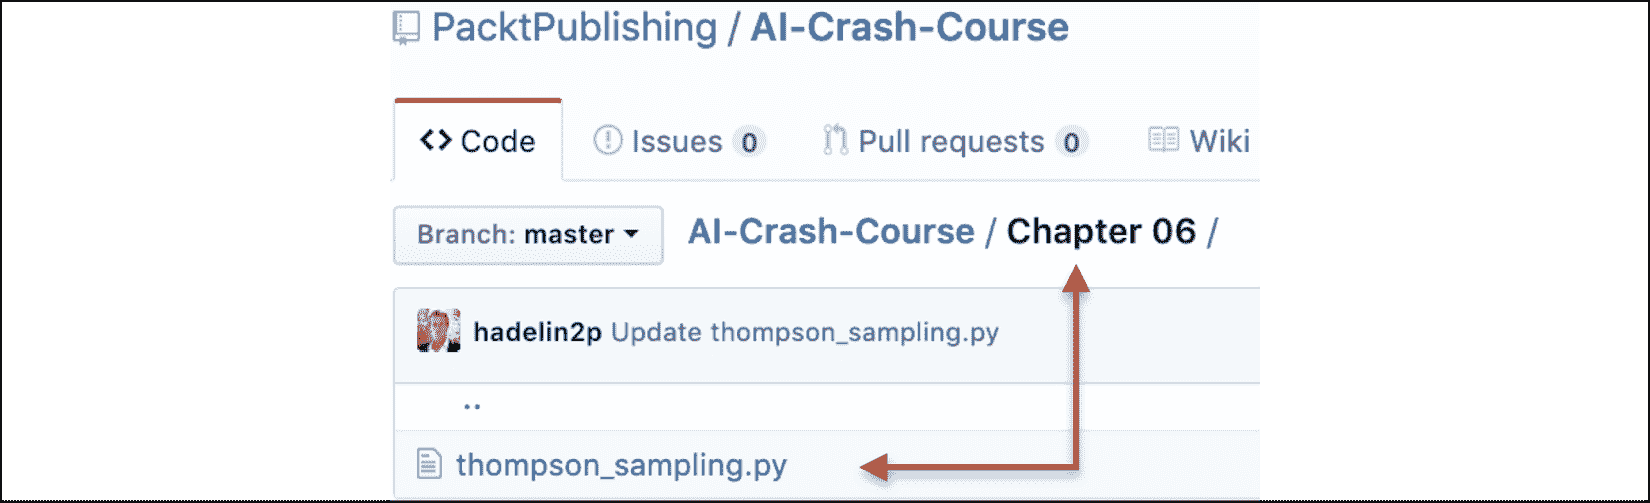 PacktPublishing / AI-Crash-Course
<> Code Issues 0 Pull requests 0 Wiki
Branch: master AI-Crash-Course / Chapter 06 /
hadelin2p Update thompson_sampling.py
..
thompson_sampling.py